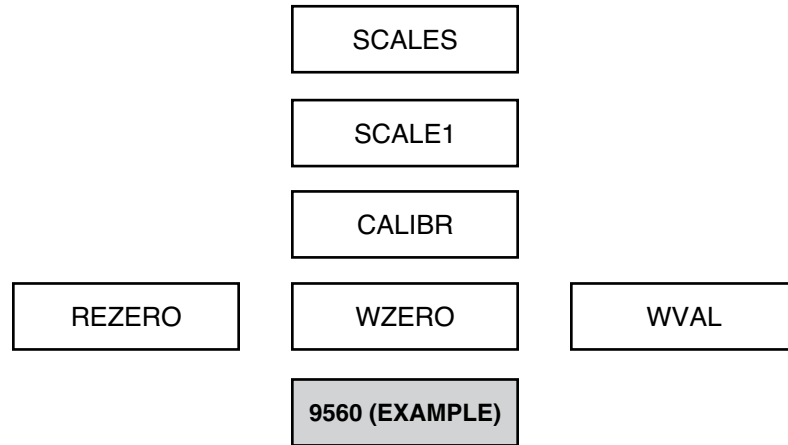 SCALES
SCALE1
CALIBR
REZERO WZERO WVAL
9560 (EXAMPLE)